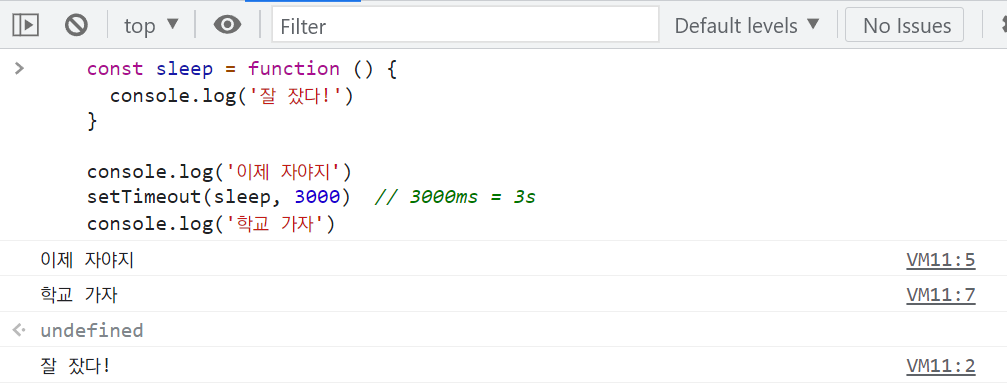 top ▼ Filter Default levels ▼ No Issues
const sleep = function () {
console.log('잘 잤다!')
}
console.log('이제 자야지')
setTimeout(sleep, 3000)  // 3000ms = 3s
console.log('학교 가자')
이제 자야지 VM11:5
학교 가자 VM11:7
undefined
잘 잤다! VM11:2